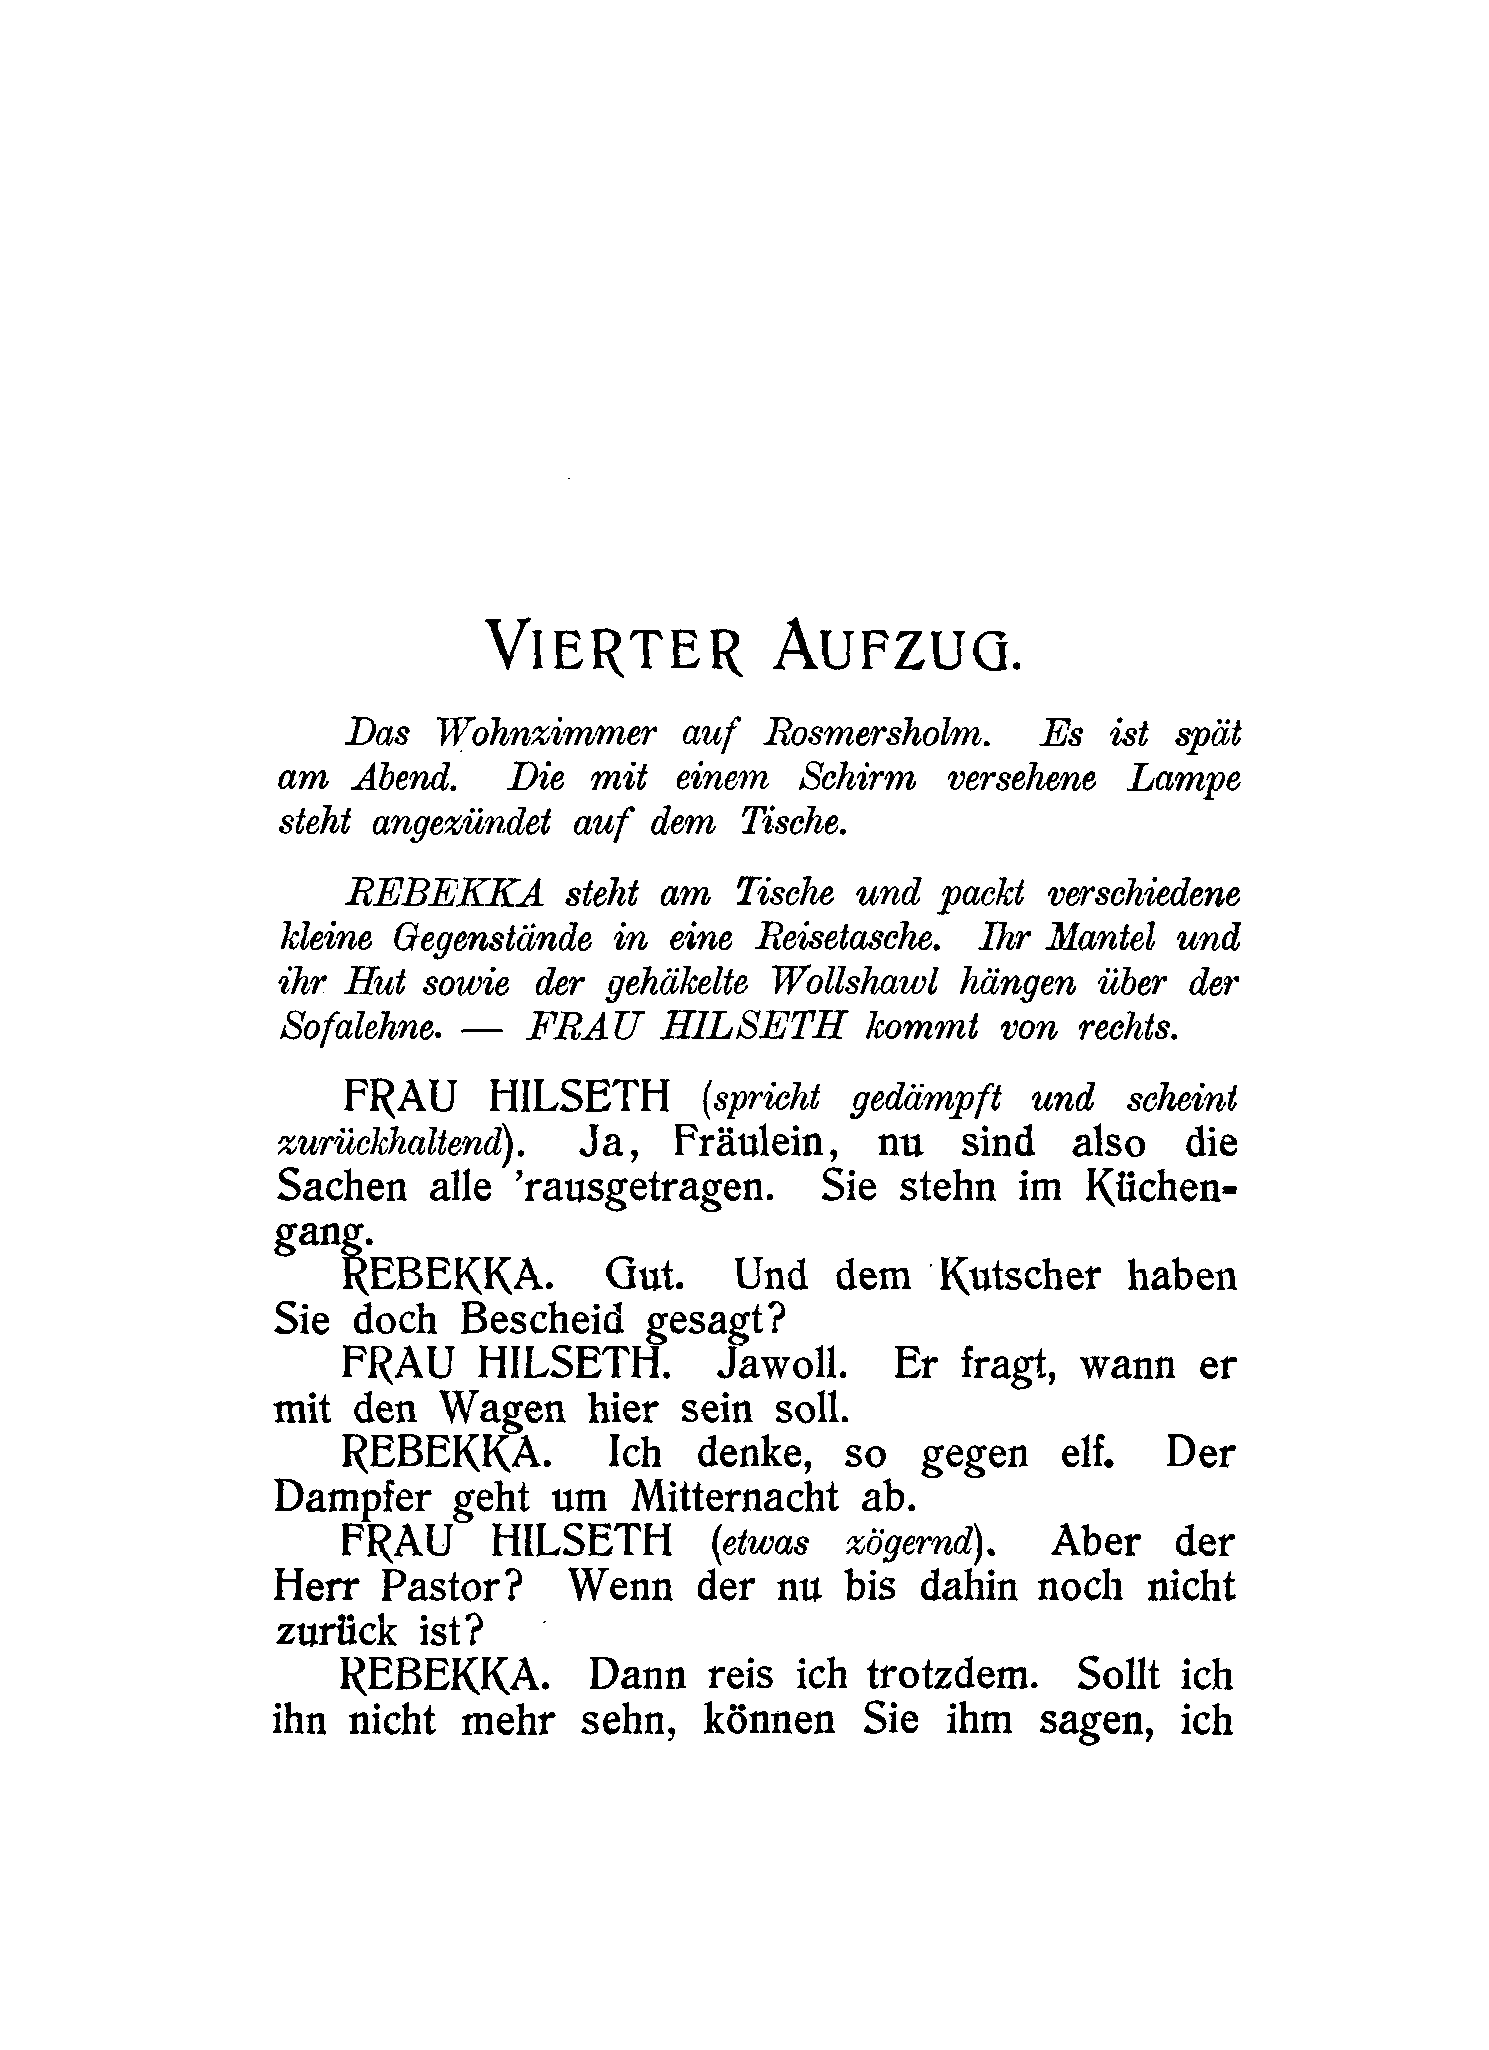 VIERTER AUFZUG.
Das Wohnzimmer auf Rosmersholm. Es ist spät
am Abend. Die mit einem Schirm versehene Lampe
steht angezündet auf dem Tische.
REBEKKA steht am Tische und packt verschiedene
kleine Gegenstände in eine Reisetasche. Ihr Mantel und
ihr Hut sowie der gehäkelte Wollshawl hängen über der
Sofalehne. — FRAU HILSETH kommt von rechts.
FRAU HILSETH (spricht gedämpft und scheint
zurückhaltend). Ja, Fräulein, nu sind also die
Sachen alle 'rausgetragen. Sie stehn im Küchen-
gang.
REBEKKA. Gut. Und dem Kutscher haben
Sie doch Bescheid gesagt?
FRAU HILSETH. Jawoll. Er fragt, wann er
mit den Wagen hier sein soll.
REBEKKA. Ich denke, so gegen elf. Der
Dampfer geht um Mitternacht ab.
FRAU HILSETH (etwas zögernd). Aber der
Herr Pastor? Wenn der nu bis dahin noch nicht
zurück ist?
REBEKKA. Dann reis ich trotzdem. Sollt ich
ihn nicht mehr sehn, können Sie ihm sagen, ich